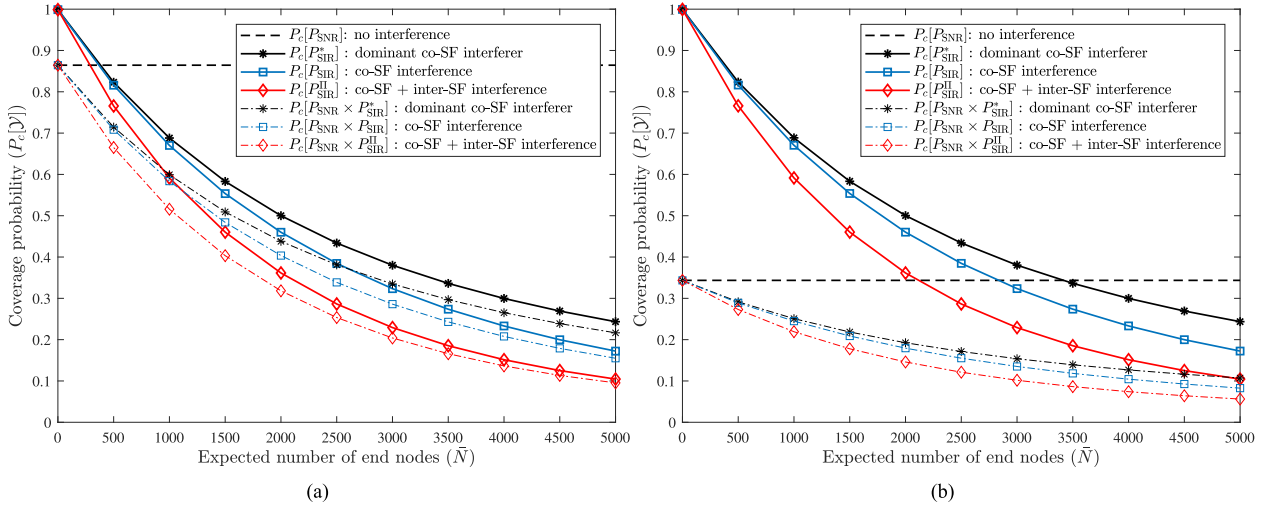 1
0.9
0.8
0.7
0.6
0.5
0.4
0.3
0.2
0.1
0
Coverage probability (P_c[𝒴])
P_c[P_SNR]: no interference
P_c[P*_SIR] : dominant co-SF interferer
P_c[P_SIR] : co-SF interference
P_c[P^II_SIR] : co-SF + inter-SF interference
P_c[P_SNR × P*_SIR] : dominant co-SF interferer
P_c[P_SNR × P_SIR] : co-SF interference
P_c[P_SNR × P^II_SIR] : co-SF + inter-SF interference
0 500 1000 1500 2000 2500 3000 3500 4000 4500 5000
Expected number of end nodes (N̄)
(a)
1
0.9
0.8
0.7
0.6
0.5
0.4
0.3
0.2
0.1
0
Coverage probability (P_c[𝒴])
P_c[P_SNR]: no interference
P_c[P*_SIR] : dominant co-SF interferer
P_c[P_SIR] : co-SF interference
P_c[P^II_SIR] : co-SF + inter-SF interference
P_c[P_SNR × P*_SIR] : dominant co-SF interferer
P_c[P_SNR × P_SIR] : co-SF interference
P_c[P_SNR × P^II_SIR] : co-SF + inter-SF interference
0 500 1000 1500 2000 2500 3000 3500 4000 4500 5000
Expected number of end nodes (N̄)
(b)